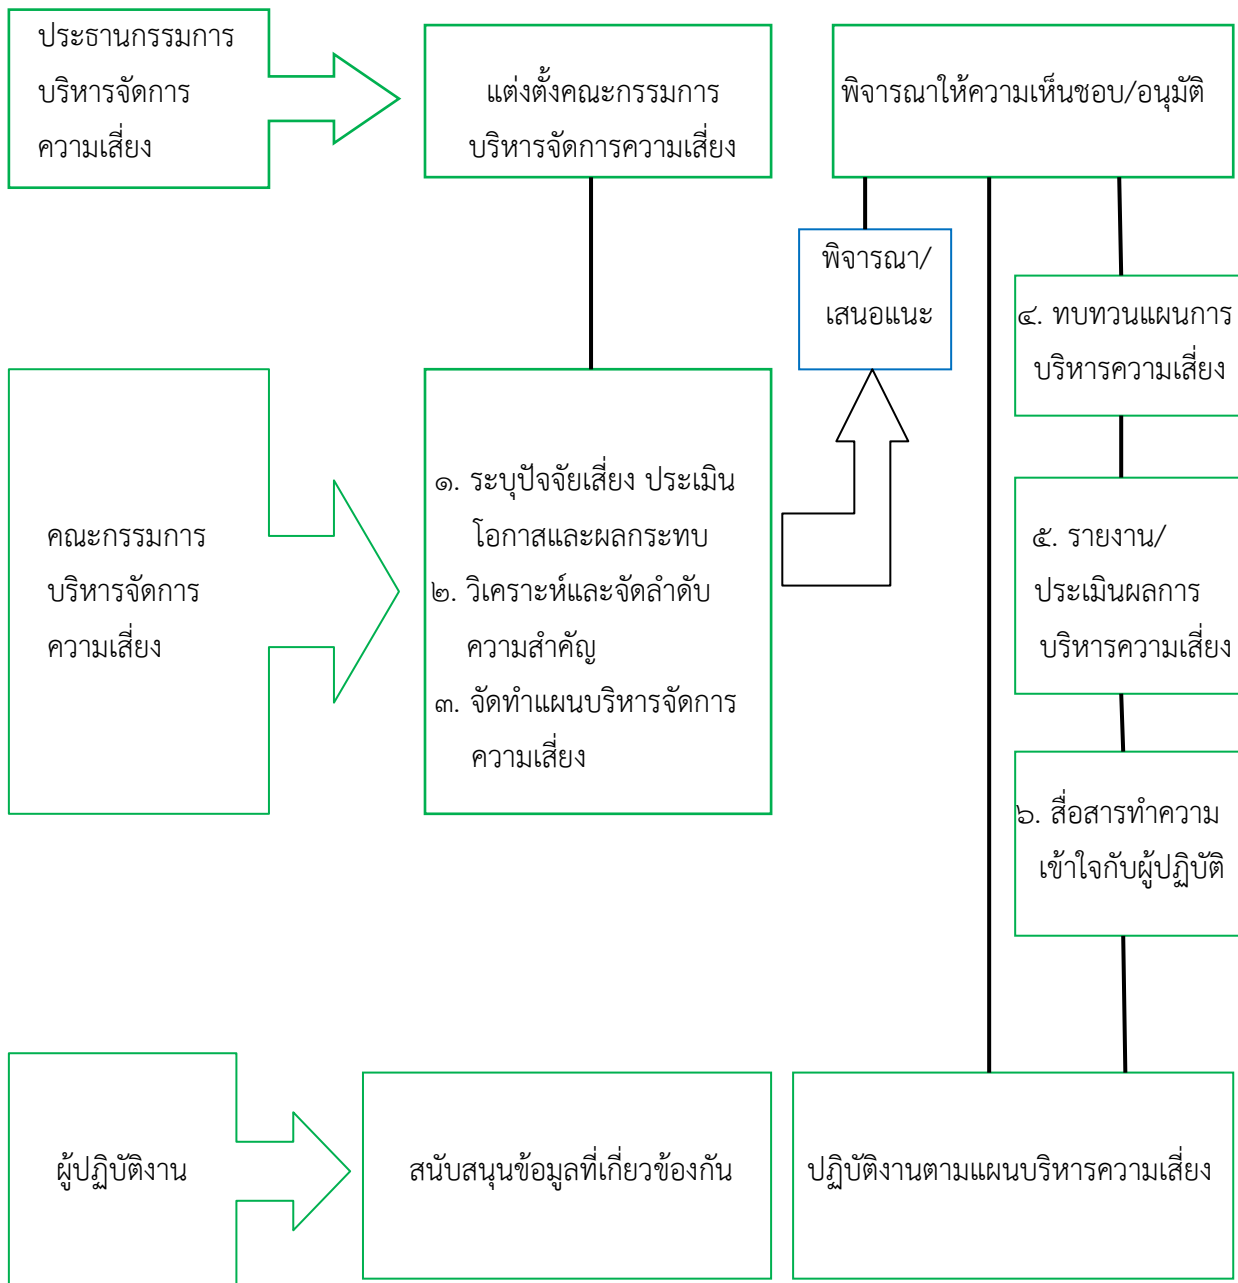 ประธานกรรมการ
บริหารจัดการ
ความเสี่ยง
แต่งตั้งคณะกรรมการ
บริหารจัดการความเสี่ยง
พิจารณาให้ความเห็นชอบ/อนุมัติ
พิจารณา/
เสนอแนะ
๔. ทบทวนแผนการ
บริหารความเสี่ยง
คณะกรรมการ
บริหารจัดการ
ความเสี่ยง
๑. ระบุปัจจัยเสี่ยง ประเมิน
โอกาสและผลกระทบ
๒. วิเคราะห์และจัดลำดับ
ความสำคัญ
๓. จัดทำแผนบริหารจัดการ
ความเสี่ยง
๕. รายงาน/
ประเมินผลการ
บริหารความเสี่ยง
๖. สื่อสารทำความ
เข้าใจกับผู้ปฏิบัติ
ผู้ปฏิบัติงาน
สนับสนุนข้อมูลที่เกี่ยวข้องกัน
ปฏิบัติงานตามแผนบริหารความเสี่ยง